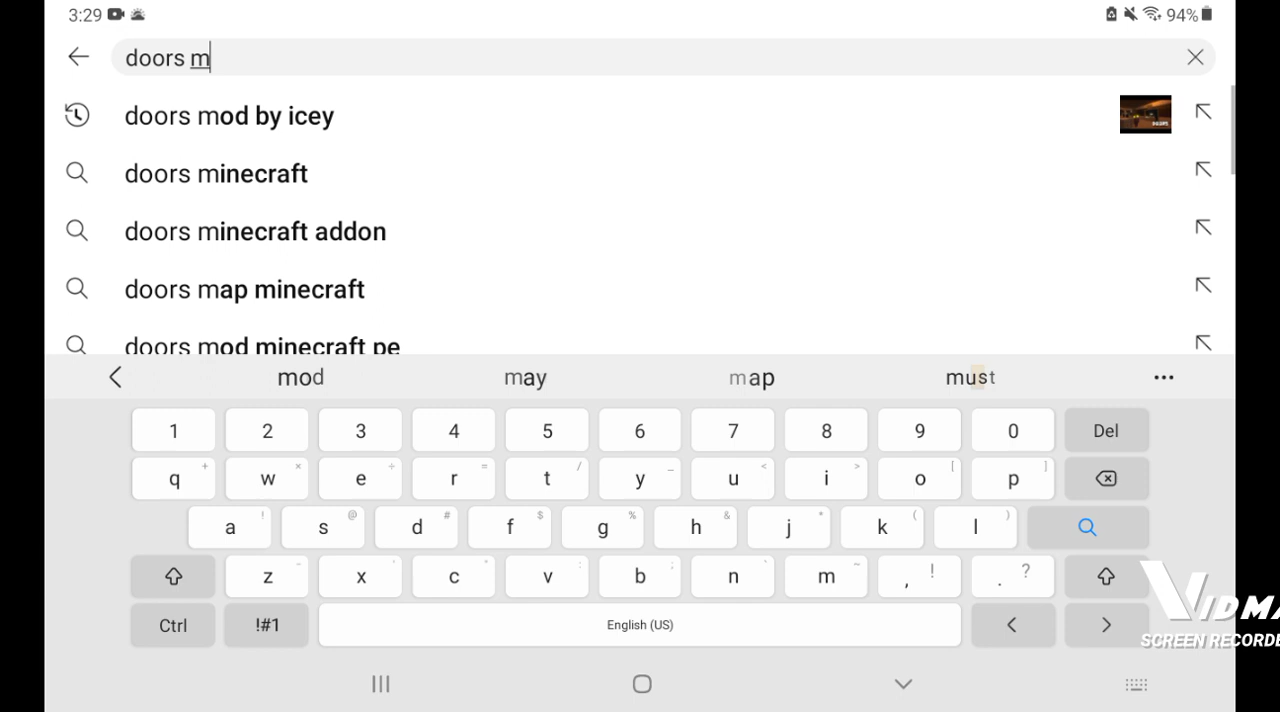 3:29 94%
doors m
doors mod by icey
doors minecraft
doors minecraft addon
doors map minecraft
doors mod minecraft pe
mod may map must
1 2 3 4 5 6 7 8 9 0 Del
q + w × e ÷ r = t / y _ u < i > o [ p ]
a ! s @ d # f $ g % h & j * k ( l )
z - x ' c " v : b ; n ` m ~ , ! . ?
Ctrl !#1 English (US) < >
VIDMA
SCREEN RECORDE